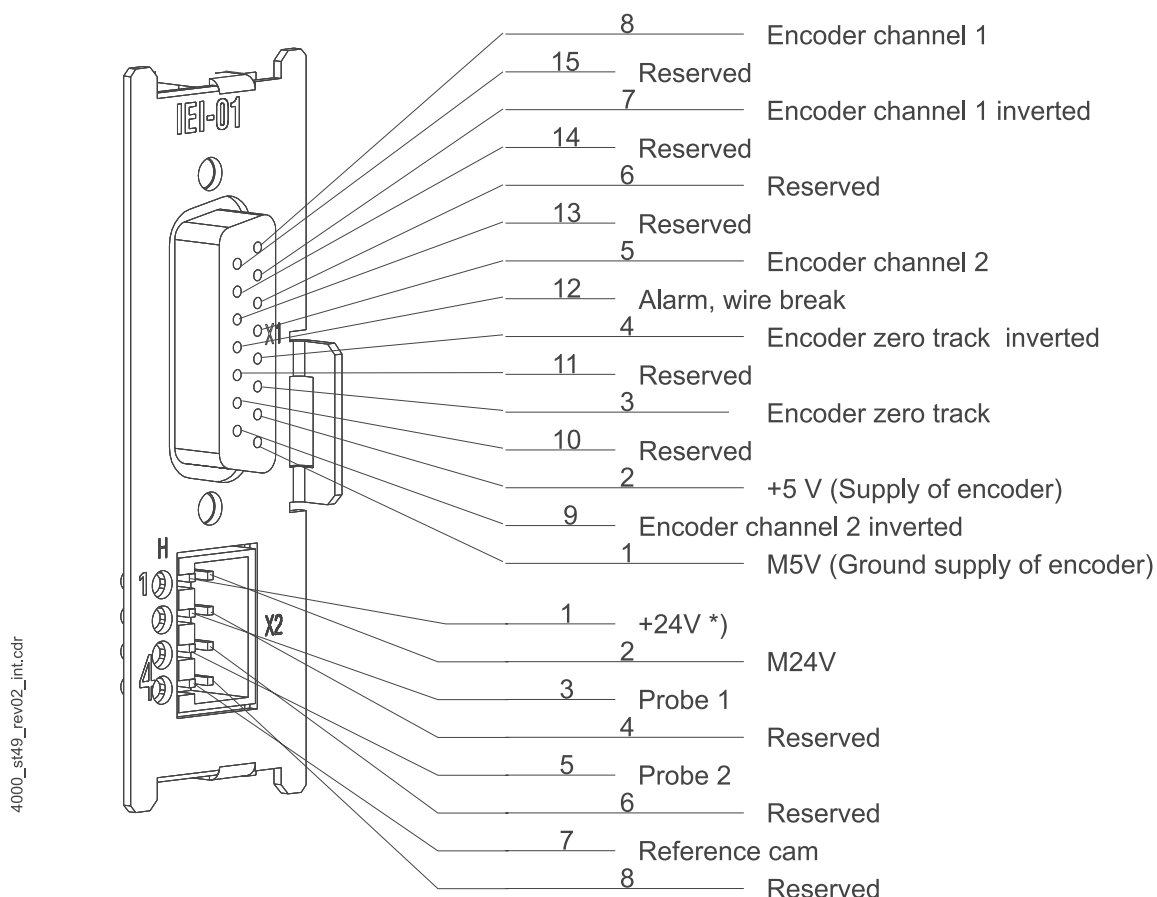 8 Encoder channel 1
15 Reserved
7 Encoder channel 1 inverted
14 Reserved
6 Reserved
13 Reserved
5 Encoder channel 2
12 Alarm, wire break
4 Encoder zero track inverted
11 Reserved
3 Encoder zero track
10 Reserved
2 +5 V (Supply of encoder)
9 Encoder channel 2 inverted
1 M5V (Ground supply of encoder)
1 +24V *)
2 M24V
3 Probe 1
4 Reserved
5 Probe 2
6 Reserved
7 Reference cam
8 Reserved
IEI-01
X1
H
1
X2
4
4000_st49_rev02_int.cdr